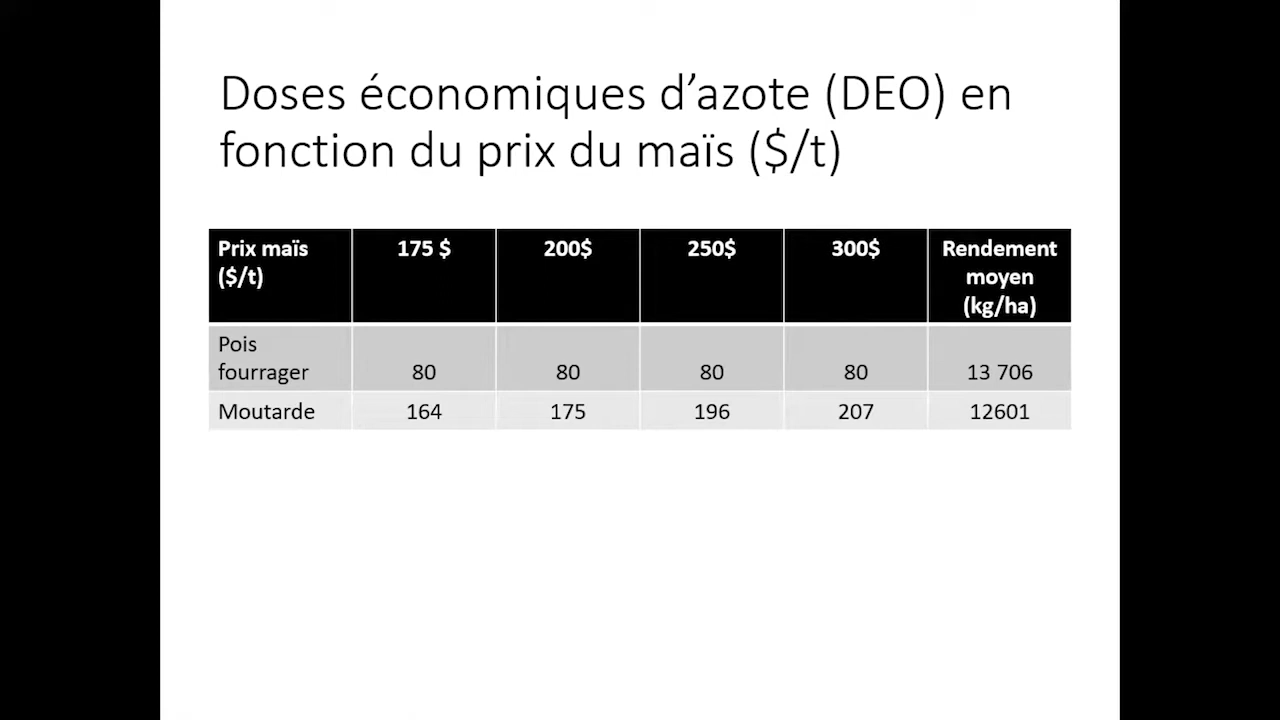 Doses économiques d’azote (DEO) en
fonction du prix du maïs ($/t)
Prix maïs ($/t) 175 $ 200$ 250$ 300$ Rendement moyen (kg/ha)
Pois fourrager 80 80 80 80 13 706
Moutarde 164 175 196 207 12601